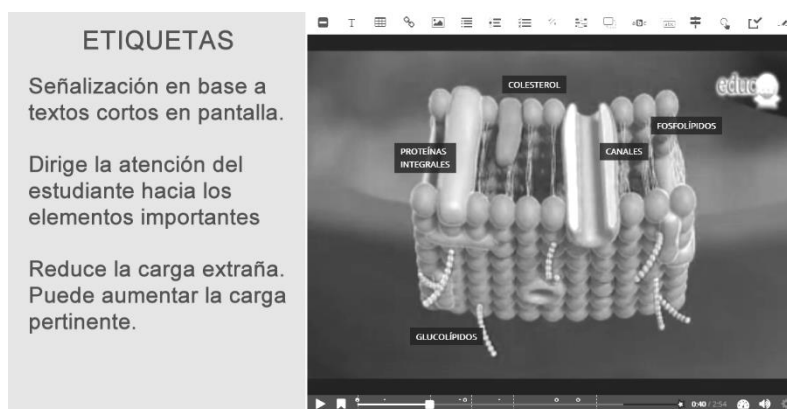 ETIQUETAS
Señalización en base a
textos cortos en pantalla.
Dirige la atención del
estudiante hacia los
elementos importantes
Reduce la carga extraña.
Puede aumentar la carga
pertinente.
T
COLESTEROL
educ
FOSFOLÍPIDOS
PROTEÍNAS
INTEGRALES
CANALES
GLUCOLÍPIDOS
0:40 / 2:54